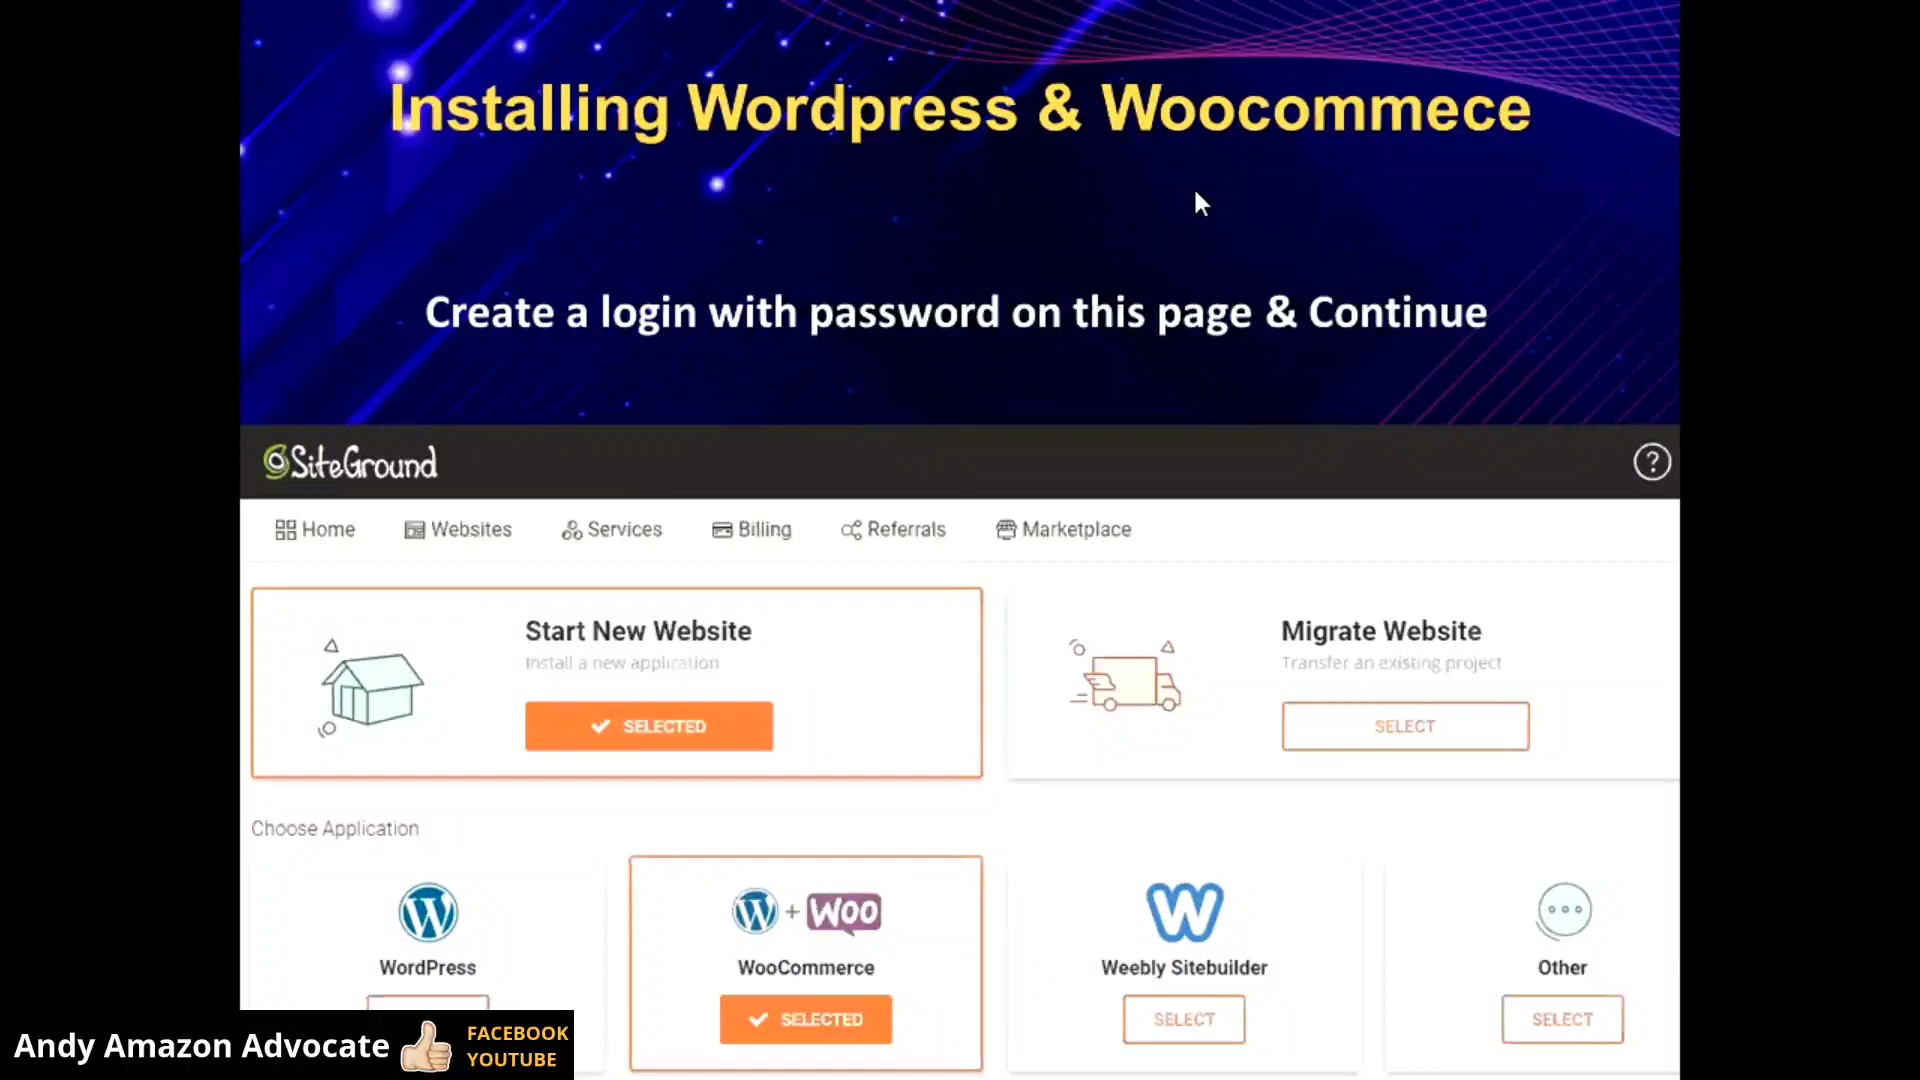 Installing Wordpress & Woocommece
Create a login with password on this page & Continue
SiteGround
?
Home Websites Services Billing Referrals Marketplace
Start New Website
Install a new application
SELECTED
Migrate Website
Transfer an existing project
SELECT
Choose Application
WordPress
W + WOO
WooCommerce
SELECTED
Weebly Sitebuilder
SELECT
Other
SELECT
Andy Amazon Advocate
FACEBOOK
YOUTUBE